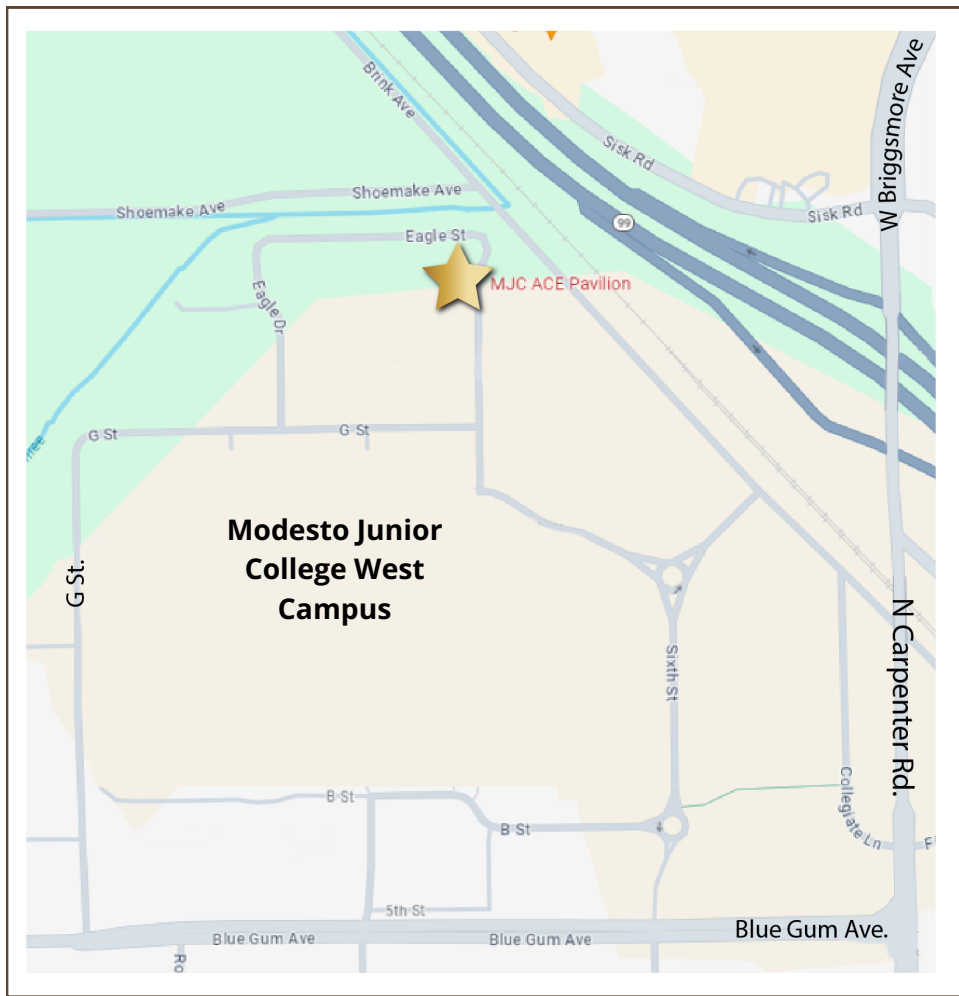 Brink Ave
W Briggsmore Ave
Sisk Rd
Shoemake Ave
Shoemake Ave
Sisk Rd
99
Eagle St
MJC ACE Pavilion
Eagle Dr
G St
G St
Modesto Junior
College West
Campus
G St.
N Carpenter Rd.
Sixth St
Collegiate Ln
B St
B St
5th St
Blue Gum Ave.
Blue Gum Ave
Blue Gum Ave